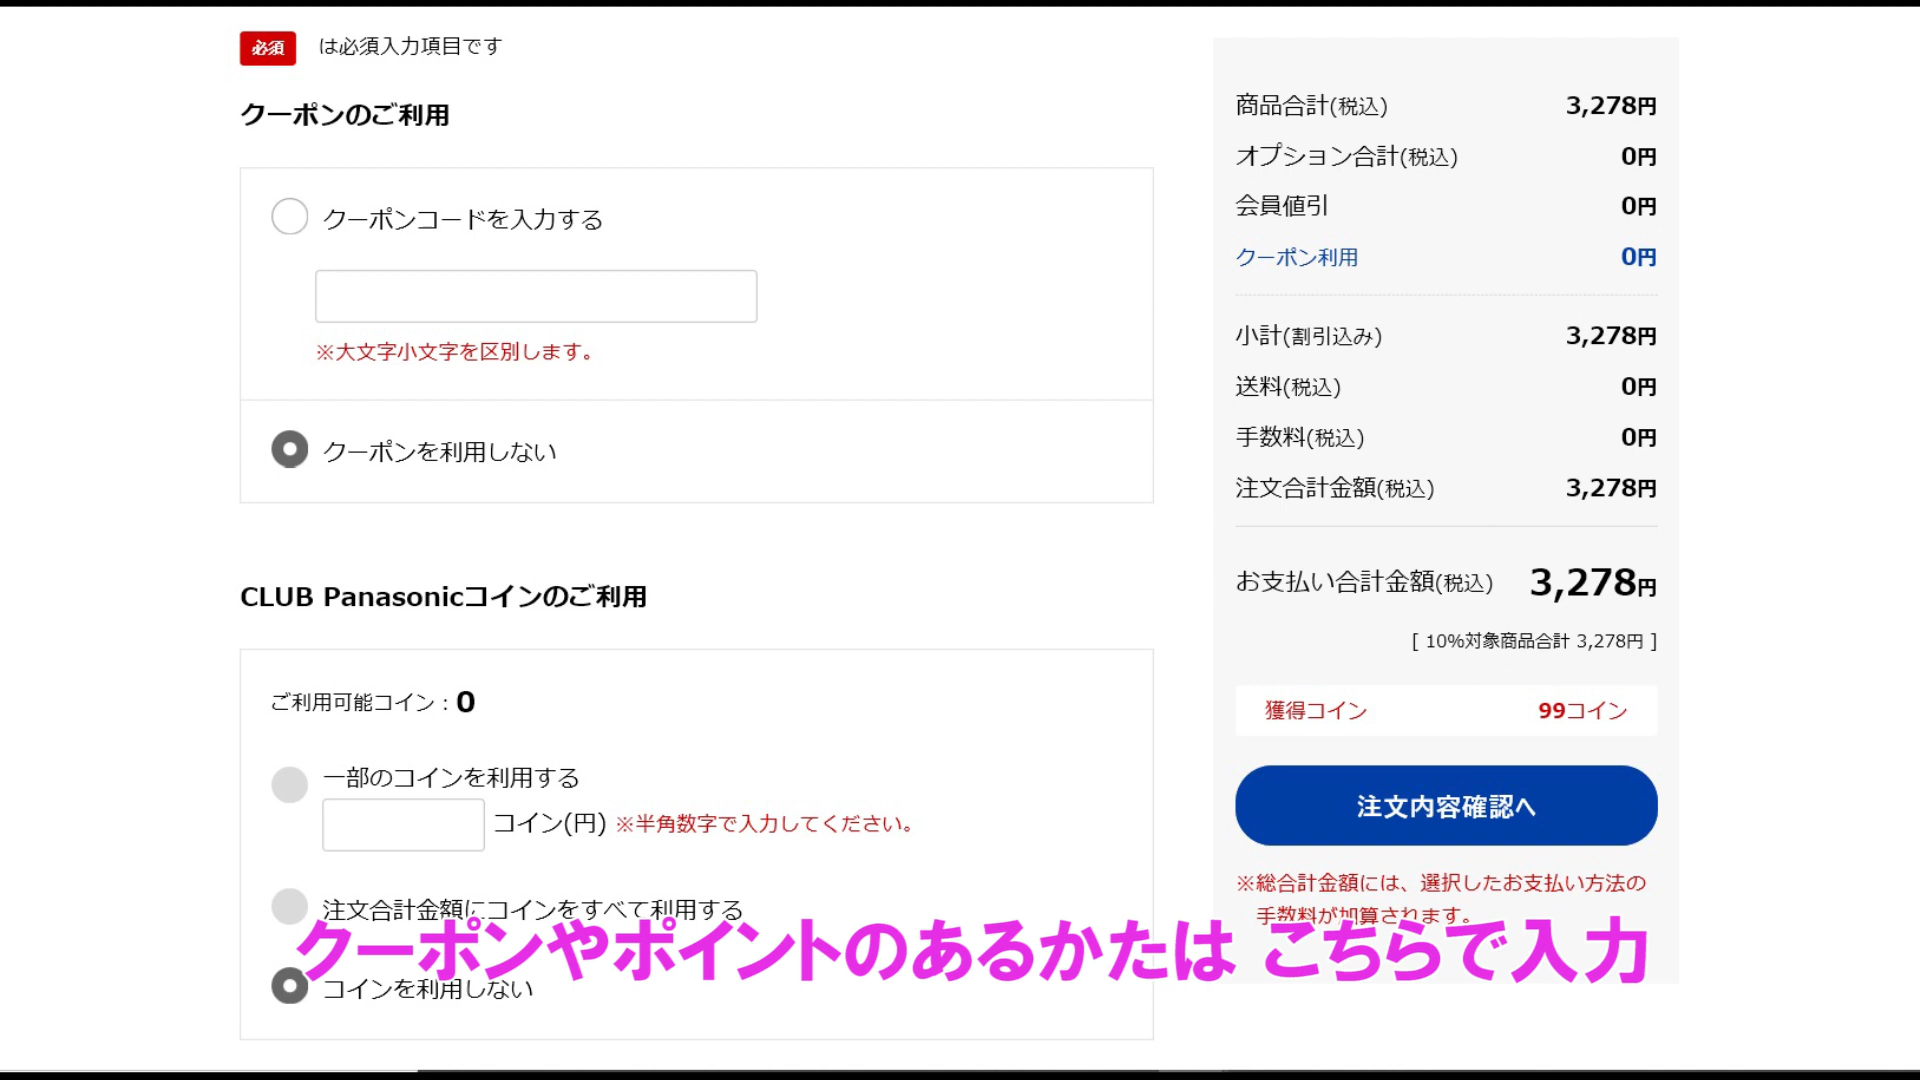 必須 は必須入力項目です
クーポンのご利用
クーポンコードを入力する
※大文字小文字を区別します。
クーポンを利用しない
CLUB Panasonicコインのご利用
ご利用可能コイン：0
一部のコインを利用する
コイン(円) ※半角数字で入力してください。
注文合計金額にコインをすべて利用する
コインを利用しない
商品合計(税込) 3,278円
オプション合計(税込) 0円
会員値引 0円
クーポン利用 0円
小計(割引込み) 3,278円
送料(税込) 0円
手数料(税込) 0円
注文合計金額(税込) 3,278円
お支払い合計金額(税込) 3,278円
[ 10%対象商品合計 3,278円 ]
獲得コイン 99コイン
注文内容確認へ
※総合計金額には、選択したお支払い方法の
手数料が加算されます。
クーポンやポイントのあるかたは こちらで入力